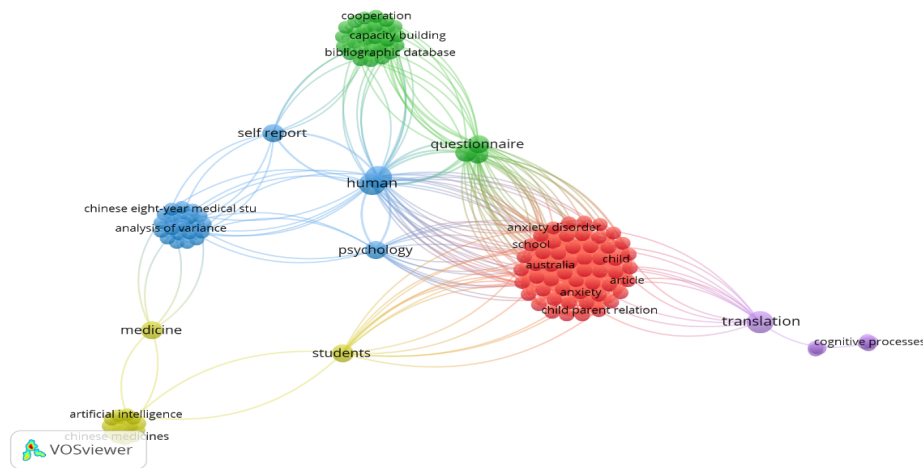 cooperation
capacity building
bibliographic database
self report
questionnaire
human
chinese eight-year medical stu
analysis of variance
psychology
anxiety disorder
school
child
australia
article
anxiety
child parent relation
translation
medicine
students
cognitive processes
artificial intelligence
chinese medicines
VOSviewer